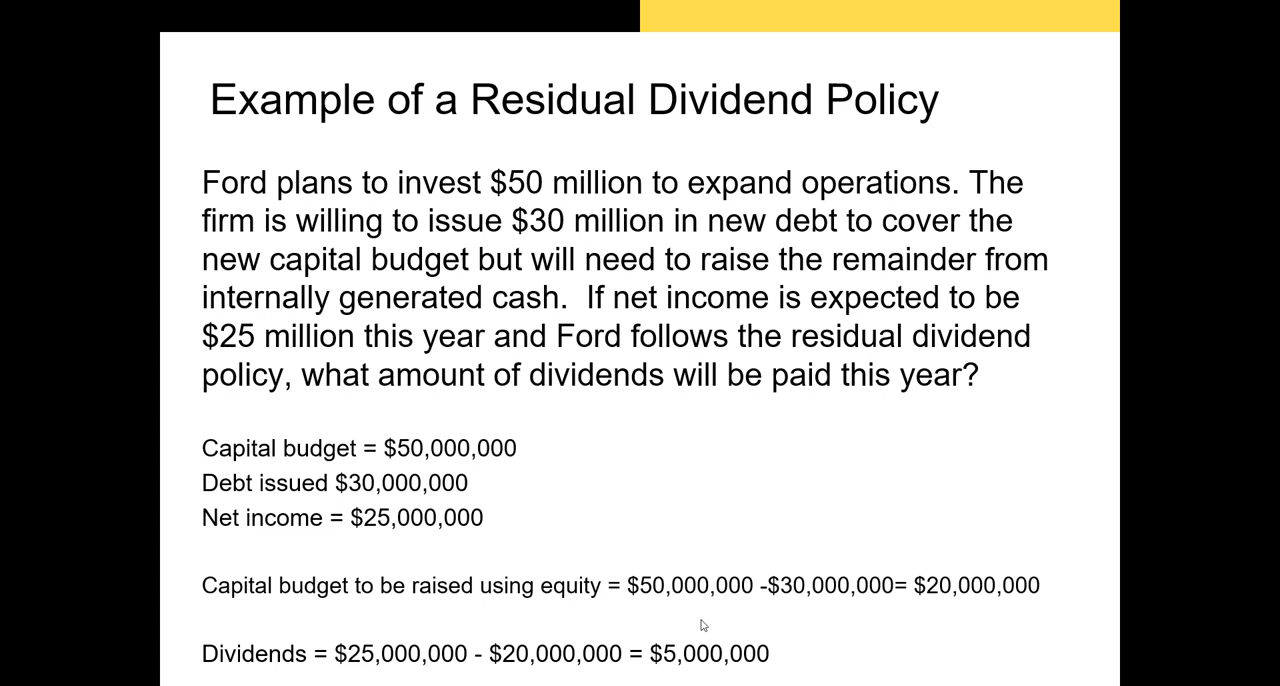 Example of a Residual Dividend Policy
Ford plans to invest $50 million to expand operations. The
firm is willing to issue $30 million in new debt to cover the
new capital budget but will need to raise the remainder from
internally generated cash.  If net income is expected to be
$25 million this year and Ford follows the residual dividend
policy, what amount of dividends will be paid this year?
Capital budget = $50,000,000
Debt issued $30,000,000
Net income = $25,000,000
Capital budget to be raised using equity = $50,000,000 -$30,000,000= $20,000,000
Dividends = $25,000,000 - $20,000,000 = $5,000,000